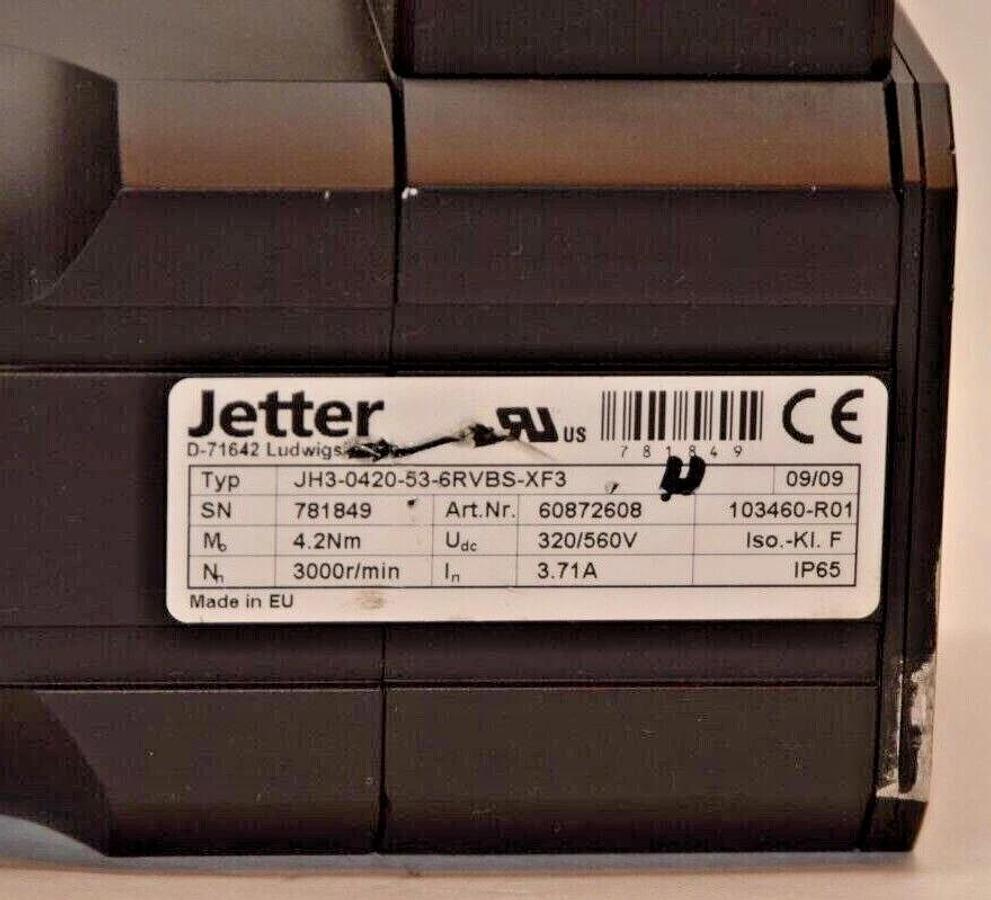 Jetter
D-71642 Ludwigs
RU US
781849
CE
Typ JH3-0420-53-6RVBS-XF3 09/09
SN 781849 Art.Nr. 60872608 103460-R01
M₀ 4.2Nm Udc 320/560V Iso.-Kl. F
Nn 3000r/min In 3.71A IP65
Made in EU